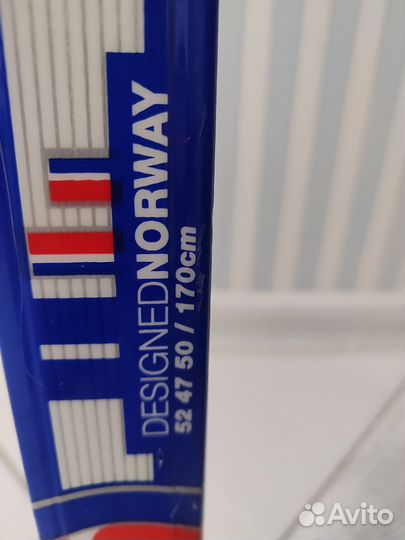 DESIGNEDNORWAY
52 47 50 / 170cm
Avito